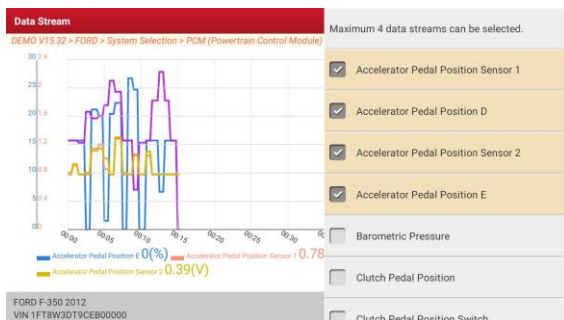 Data Stream
DEMO V15.32 > FORD > System Selection > PCM (Powertrain Control Module)
Maximum 4 data streams can be selected.
30 2.4
25 2
20 1.6
15 1.2
10 0.8
5 0.4
0 0
00:00 00:05 00:10 00:15 00:20 00:25 00:30 0
Accelerator Pedal Position E 0(%) Accelerator Pedal Position Sensor 1 0.78
Accelerator Pedal Position Sensor 2 0.39(V)
FORD F-350 2012
VIN 1FT8W3DT9CEB00000
Accelerator Pedal Position Sensor 1
Accelerator Pedal Position D
Accelerator Pedal Position Sensor 2
Accelerator Pedal Position E
Barometric Pressure
Clutch Pedal Position
Clutch Pedal Position Switch